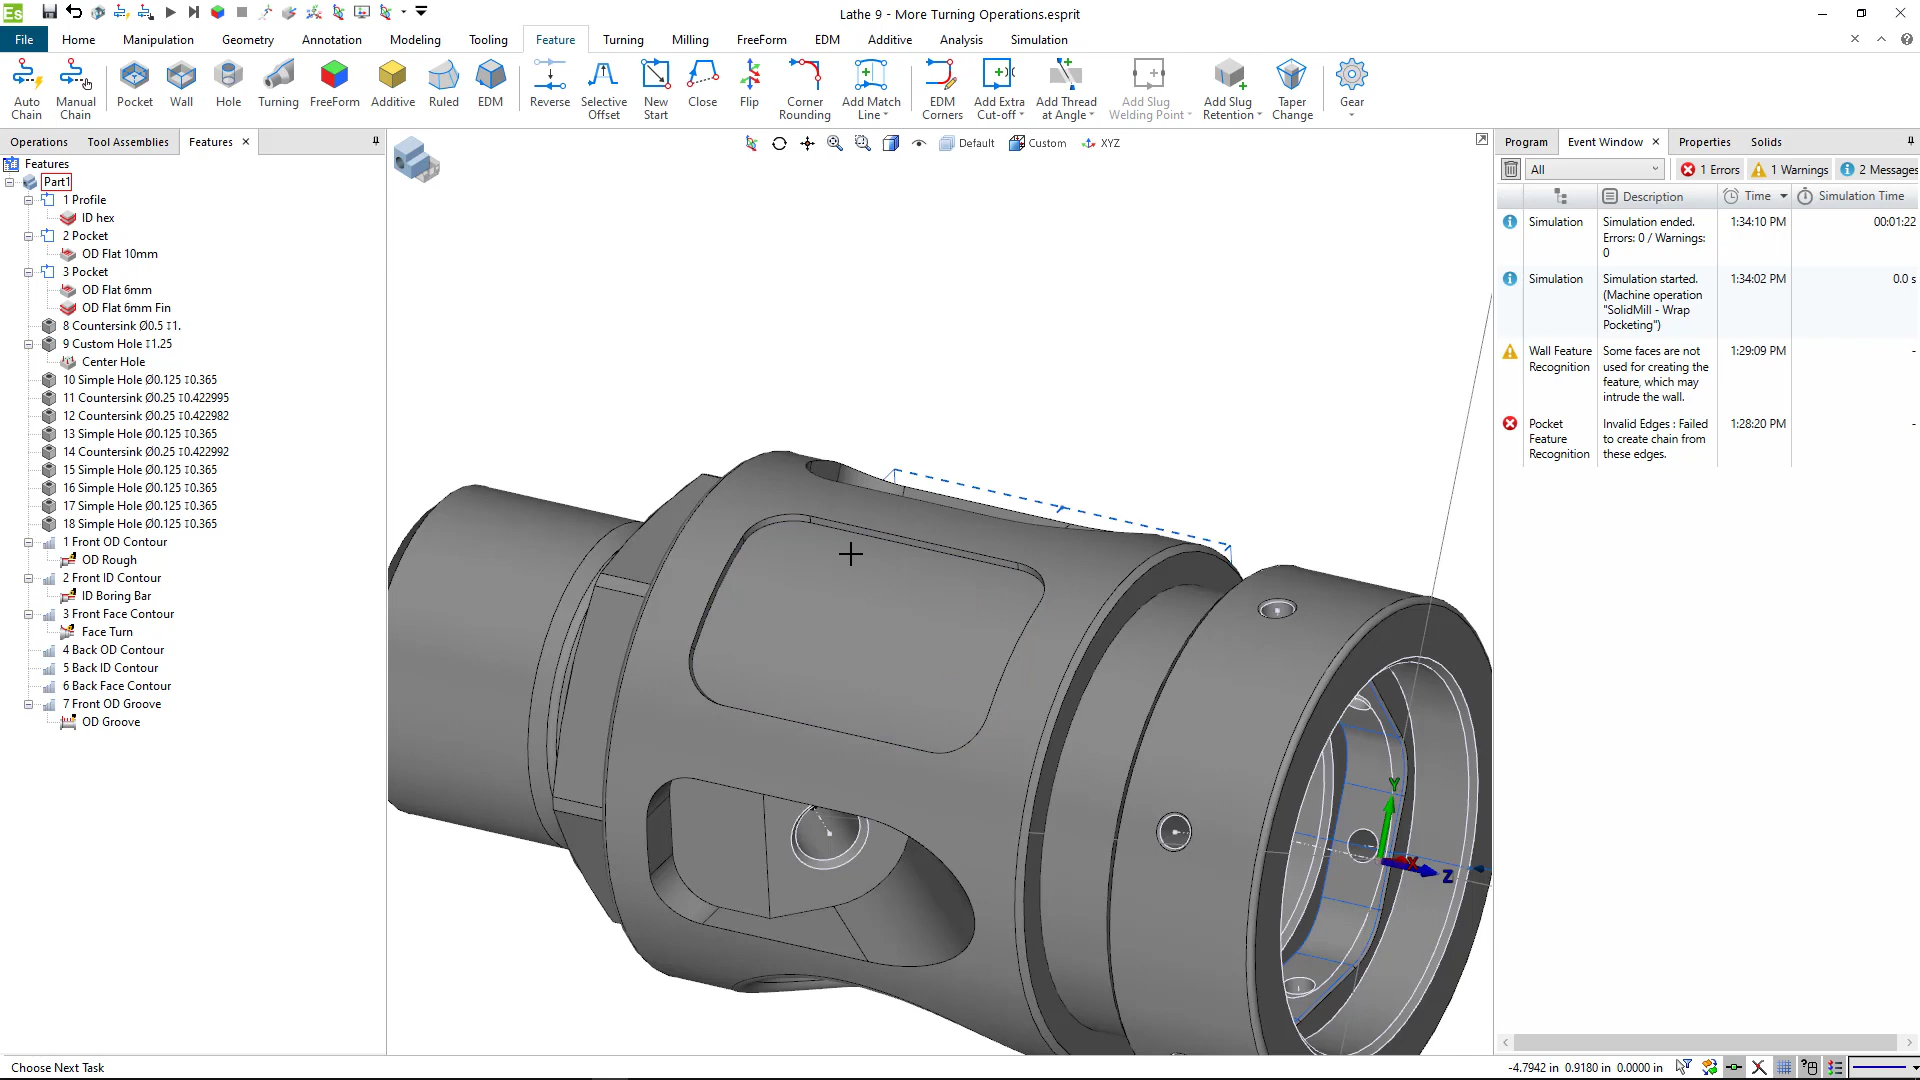 Es
Lathe 9 - More Turning Operations.esprit
File
Home
Manipulation
Geometry
Annotation
Modeling
Tooling
Feature
Turning
Milling
FreeForm
EDM
Additive
Analysis
Simulation
Auto Chain
Manual Chain
Pocket
Wall
Hole
Turning
FreeForm
Additive
Ruled
EDM
Reverse
Selective Offset
New Start
Close
Flip
Corner Rounding
Add Match Line
EDM Corners
Add Extra Cut-off
Add Thread at Angle
Add Slug Welding Point
Add Slug Retention
Taper Change
Gear
Operations
Tool Assemblies
Features
Default
Custom
XYZ
Program
Event Window
Properties
Solids
Features
Part1
1 Profile
ID hex
2 Pocket
OD Flat 10mm
3 Pocket
OD Flat 6mm
OD Flat 6mm Fin
8 Countersink Ø0.5 ↧1.
9 Custom Hole ↧1.25
Center Hole
10 Simple Hole Ø0.125 ↧0.365
11 Countersink Ø0.25 ↧0.422995
12 Countersink Ø0.25 ↧0.422982
13 Simple Hole Ø0.125 ↧0.365
14 Countersink Ø0.25 ↧0.422992
15 Simple Hole Ø0.125 ↧0.365
16 Simple Hole Ø0.125 ↧0.365
17 Simple Hole Ø0.125 ↧0.365
18 Simple Hole Ø0.125 ↧0.365
1 Front OD Contour
OD Rough
2 Front ID Contour
ID Boring Bar
3 Front Face Contour
Face Turn
4 Back OD Contour
5 Back ID Contour
6 Back Face Contour
7 Front OD Groove
OD Groove
Y
X
Z
All
1 Errors
1 Warnings
2 Messages
Description
Time
Simulation Time
Simulation
Simulation ended.
Errors: 0 / Warnings:
0
1:34:10 PM
00:01:22
Simulation
Simulation started.
(Machine operation
"SolidMill - Wrap
Pocketing")
1:34:02 PM
0.0 s
Wall Feature
Recognition
Some faces are not
used for creating the
feature, which may
intrude the wall.
1:29:09 PM
-
Pocket
Feature
Recognition
Invalid Edges : Failed
to create chain from
these edges.
1:28:20 PM
-
Choose Next Task
-4.7942 in 0.9180 in 0.0000 in